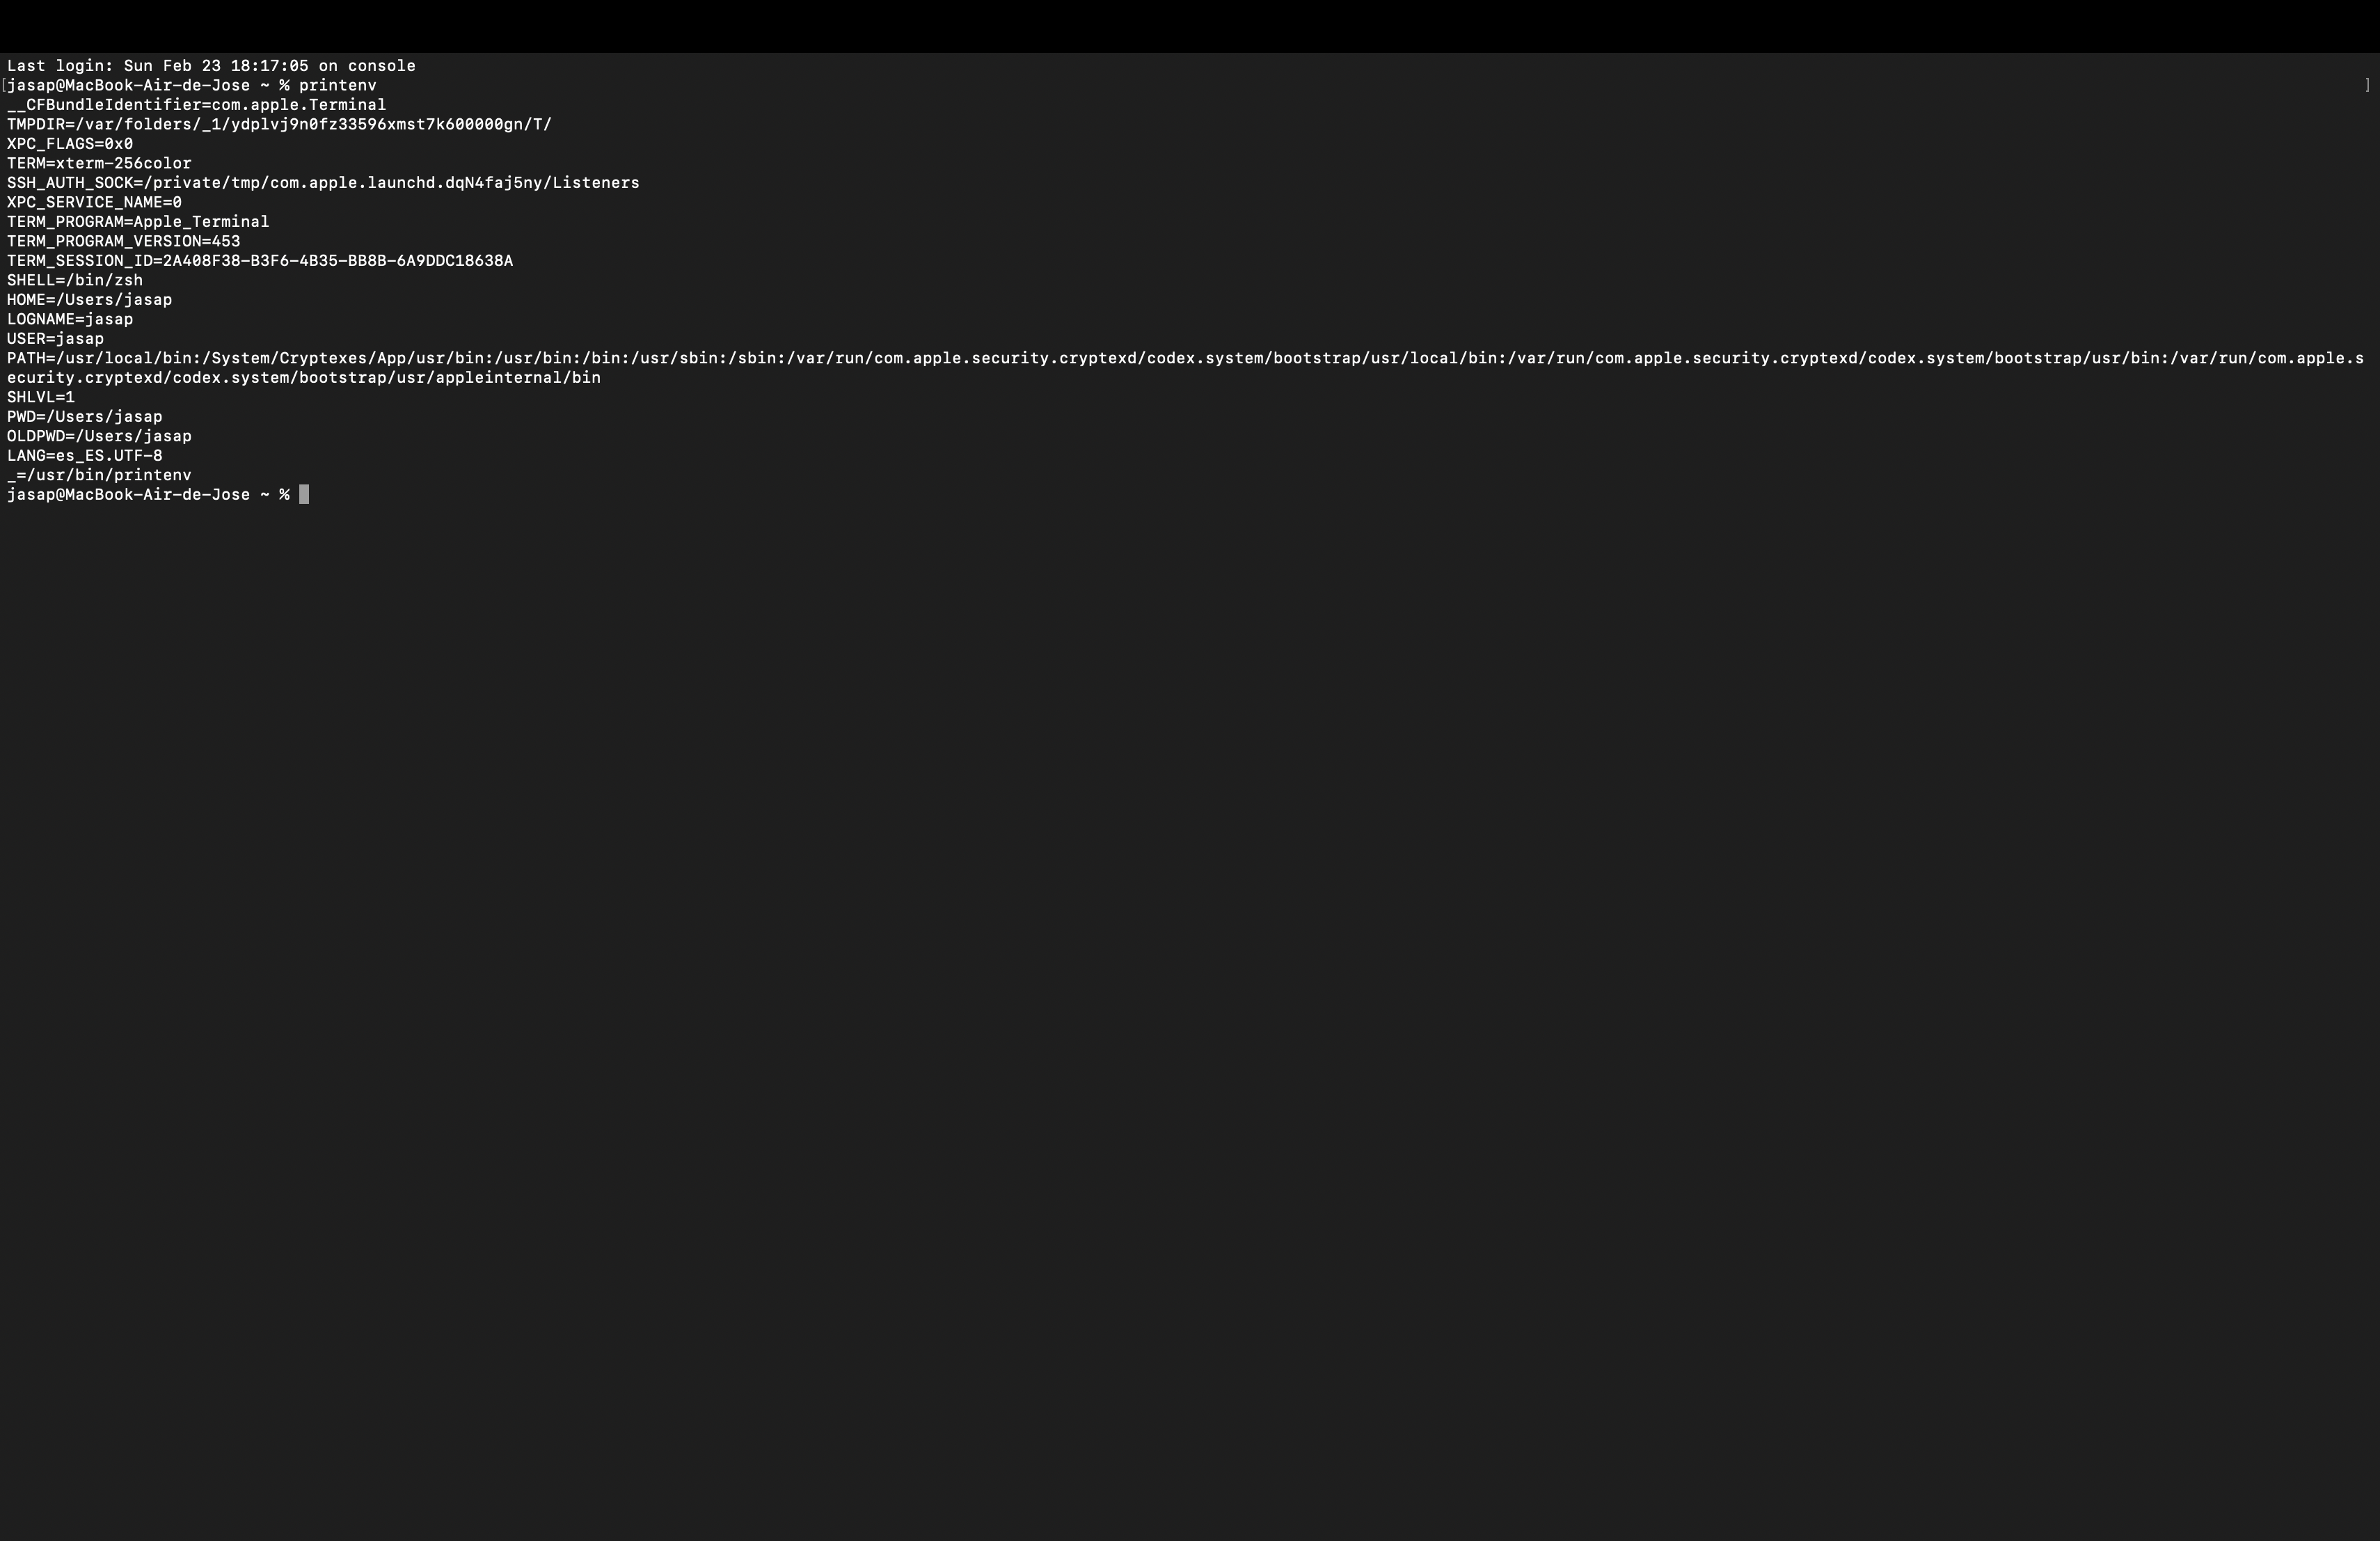 Last login: Sun Feb 23 18:17:05 on console
[jasap@MacBook-Air-de-Jose ~ % printenv ]
__CFBundleIdentifier=com.apple.Terminal
TMPDIR=/var/folders/_1/ydplvj9n0fz33596xmst7k600000gn/T/
XPC_FLAGS=0x0
TERM=xterm-256color
SSH_AUTH_SOCK=/private/tmp/com.apple.launchd.dqN4faj5ny/Listeners
XPC_SERVICE_NAME=0
TERM_PROGRAM=Apple_Terminal
TERM_PROGRAM_VERSION=453
TERM_SESSION_ID=2A408F38-B3F6-4B35-BB8B-6A9DDC18638A
SHELL=/bin/zsh
HOME=/Users/jasap
LOGNAME=jasap
USER=jasap
PATH=/usr/local/bin:/System/Cryptexes/App/usr/bin:/usr/bin:/bin:/usr/sbin:/sbin:/var/run/com.apple.security.cryptexd/codex.system/bootstrap/usr/local/bin:/var/run/com.apple.security.cryptexd/codex.system/bootstrap/usr/bin:/var/run/com.apple.s
ecurity.cryptexd/codex.system/bootstrap/usr/appleinternal/bin
SHLVL=1
PWD=/Users/jasap
OLDPWD=/Users/jasap
LANG=es_ES.UTF-8
_=/usr/bin/printenv
jasap@MacBook-Air-de-Jose ~ %